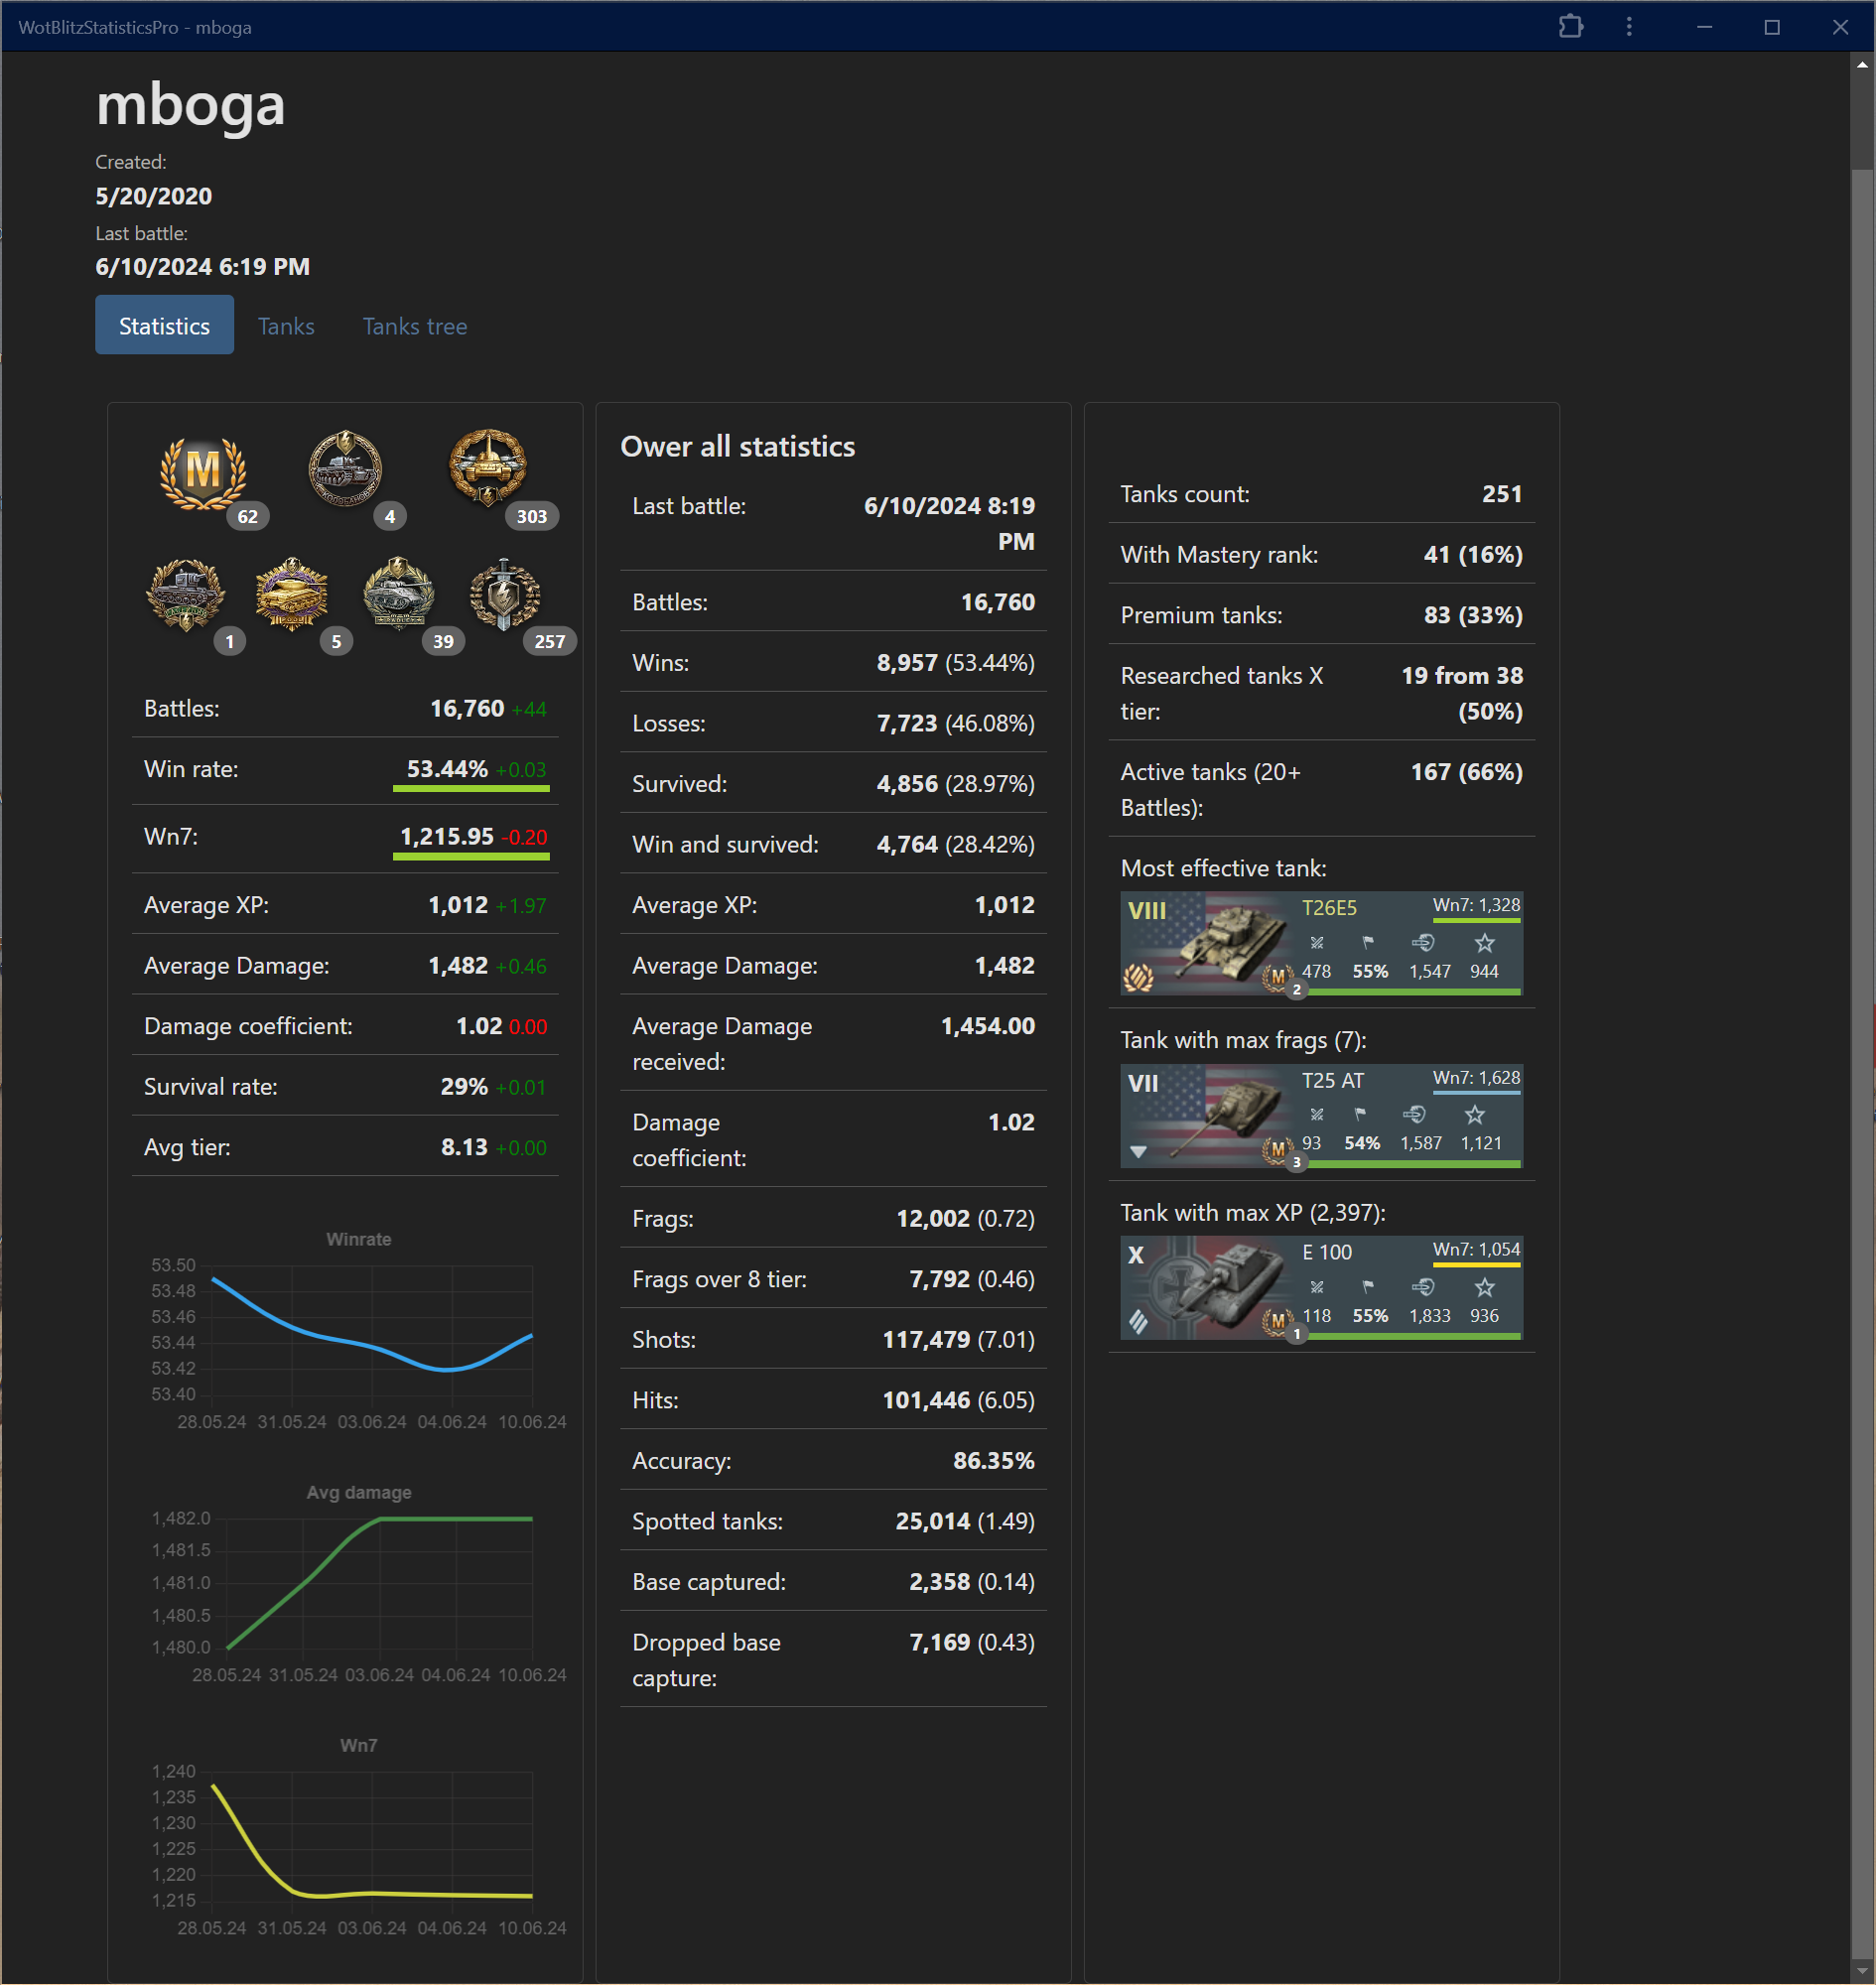 WotBlitzStatisticsPro - mboga
mboga
Created:
5/20/2020
Last battle:
6/10/2024 6:19 PM
Statistics
Tanks
Tanks tree
M
62
4
303
1
5
39
257
Battles:
16,760 +44
Win rate:
53.44% +0.03
Wn7:
1,215.95 -0.20
Average XP:
1,012 +1.97
Average Damage:
1,482 +0.46
Damage coefficient:
1.02 0.00
Survival rate:
29% +0.01
Avg tier:
8.13 +0.00
Winrate
53.50
53.48
53.46
53.44
53.42
53.40
28.05.24 31.05.24 03.06.24 04.06.24 10.06.24
Avg damage
1,482.0
1,481.5
1,481.0
1,480.5
1,480.0
28.05.24 31.05.24 03.06.24 04.06.24 10.06.24
Wn7
1,240
1,235
1,230
1,225
1,220
1,215
28.05.24 31.05.24 03.06.24 04.06.24 10.06.24
Ower all statistics
Last battle:
6/10/2024 8:19
PM
Battles:
16,760
Wins:
8,957 (53.44%)
Losses:
7,723 (46.08%)
Survived:
4,856 (28.97%)
Win and survived:
4,764 (28.42%)
Average XP:
1,012
Average Damage:
1,482
Average Damage
received:
1,454.00
Damage
coefficient:
1.02
Frags:
12,002 (0.72)
Frags over 8 tier:
7,792 (0.46)
Shots:
117,479 (7.01)
Hits:
101,446 (6.05)
Accuracy:
86.35%
Spotted tanks:
25,014 (1.49)
Base captured:
2,358 (0.14)
Dropped base
capture:
7,169 (0.43)
Tanks count:
251
With Mastery rank:
41 (16%)
Premium tanks:
83 (33%)
Researched tanks X
tier:
19 from 38
(50%)
Active tanks (20+
Battles):
167 (66%)
Most effective tank:
VIII
T26E5
Wn7: 1,328
M
2
478 55% 1,547 944
Tank with max frags (7):
VII
T25 AT
Wn7: 1,628
M
3
93 54% 1,587 1,121
Tank with max XP (2,397):
X
E 100
Wn7: 1,054
M
1
118 55% 1,833 936